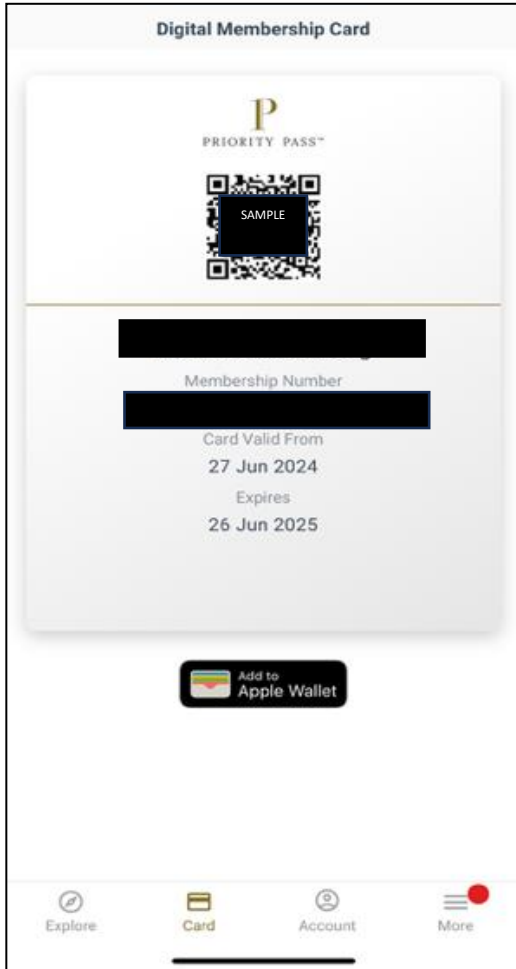 Digital Membership Card
P
PRIORITY PASS™
SAMPLE
Membership Number
Card Valid From
27 Jun 2024
Expires
26 Jun 2025
Add to
Apple Wallet
Explore
Card
Account
More